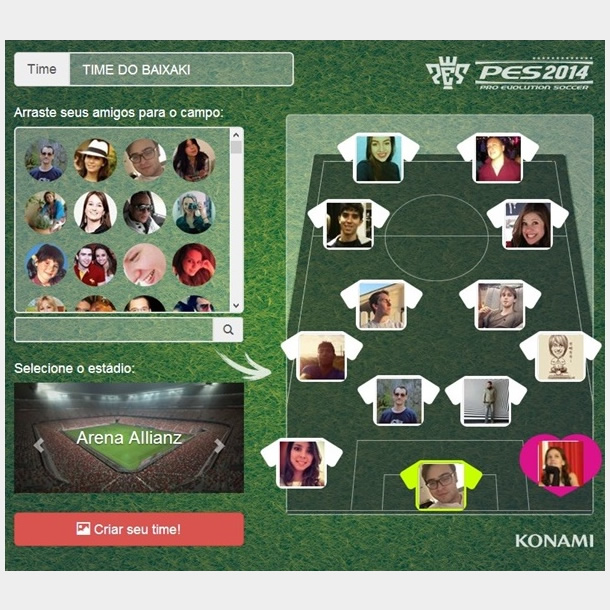 Time TIME DO BAIXAKI
PES2014
PRO EVOLUTION SOCCER
Arraste seus amigos para o campo:
Selecione o estádio:
Arena Allianz
Criar seu time!
KONAMI